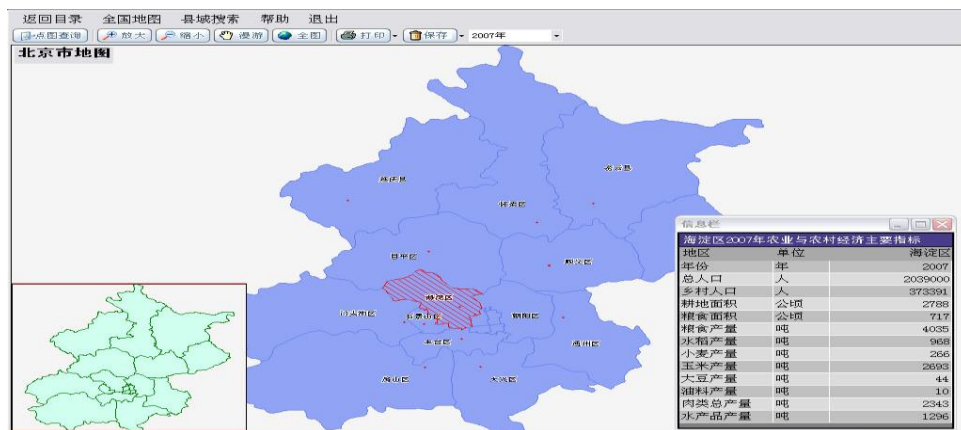 返回目录 全国地图 县域搜索 帮助 退出
点图查询 放大 缩小 漫游 全图 打印 保存 2007年
北京市地图
延庆县
密云县
怀柔区
昌平区
顺义区
海淀区
门头沟区
石景山区
朝阳区
丰台区
通州区
房山区
大兴区
信息栏
海淀区2007年农业与农村经济主要指标
地区 单位 海淀区
年份 年 2007
总人口 人 2039000
乡村人口 人 373391
耕地面积 公顷 2788
粮食面积 公顷 717
粮食产量 吨 4035
水稻产量 吨 968
小麦产量 吨 266
玉米产量 吨 2693
大豆产量 吨 44
油料产量 吨 10
肉类总产量 吨 2343
水产品产量 吨 1296